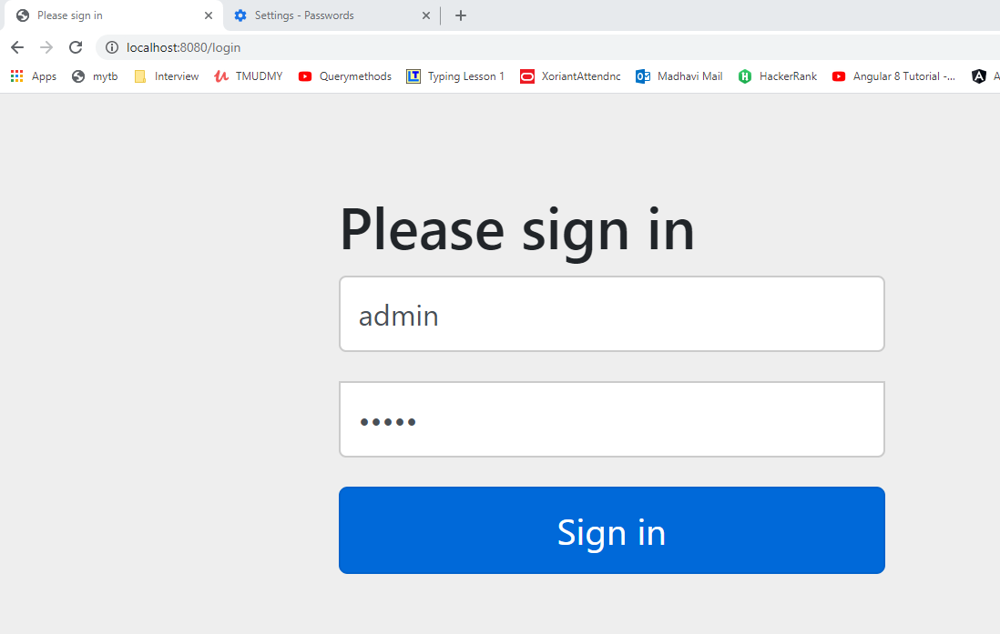 Please sign in
Settings - Passwords
localhost:8080/login
Apps mytb Interview TMUDMY Querymethods LT Typing Lesson 1 XoriantAttendnc Madhavi Mail HackerRank Angular 8 Tutorial -... A
Please sign in
admin
•••••
Sign in